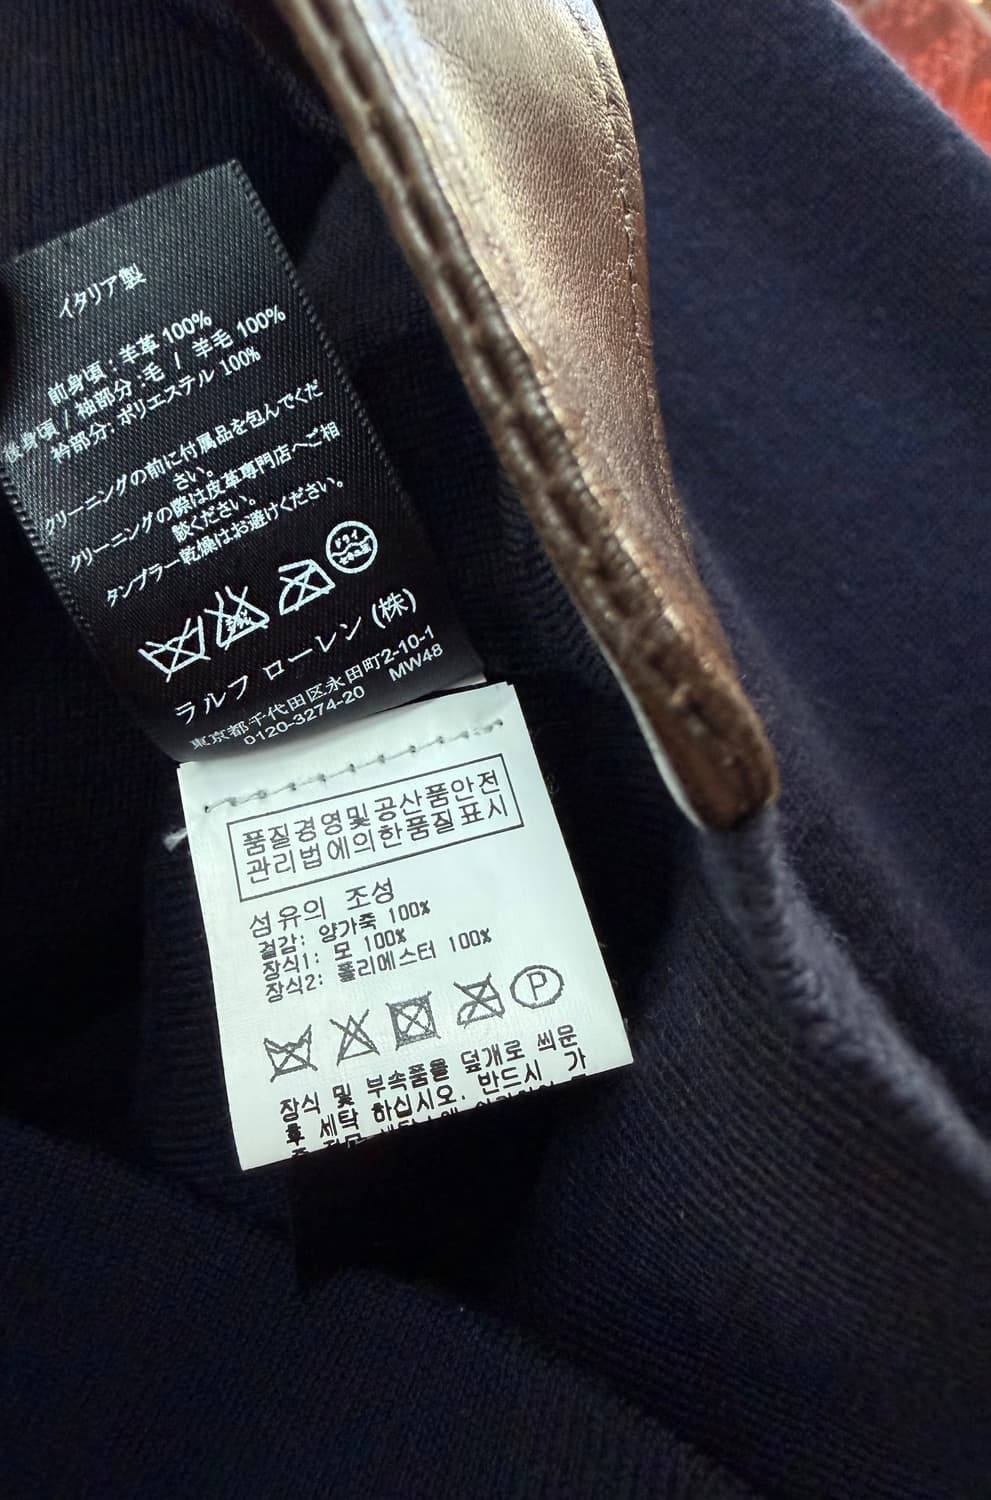 イタリア製
前身頃:羊革 100%
後身頃 / 袖部分:毛 / 羊毛 100%
衿部分: ポリエステル 100%
クリーニングの前に付属品を包んでくだ
さい。
クリーニングの際は皮革専門店へご相
談ください。
タンブラー乾燥はお避けください。
ドライ
ラルフ ローレン (株)
東京都千代田区永田町2-10-1
0120-3274-20 MW48
품질경영및공산품안전
관리법에의한품질표시
섬유의 조성
겉감: 양가죽 100%
장식1: 모 100%
장식2: 폴리에스터 100%
P
장식 및 부속품을 덮개로 씌운
후 세탁 하십시오. 반드시 가